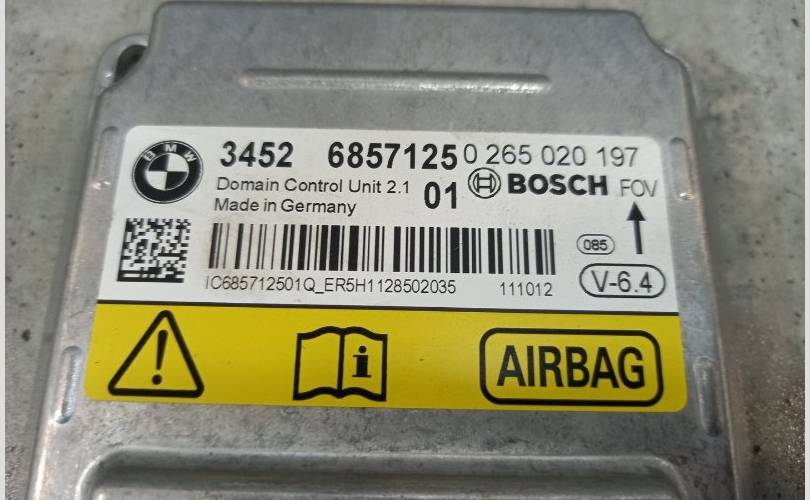 BMW
3452 6857125 0 265 020 197
Domain Control Unit 2.1 01 BOSCH FOV
Made in Germany
085
V-6.4
IC685712501Q_ER5H1128502035 111012
i AIRBAG